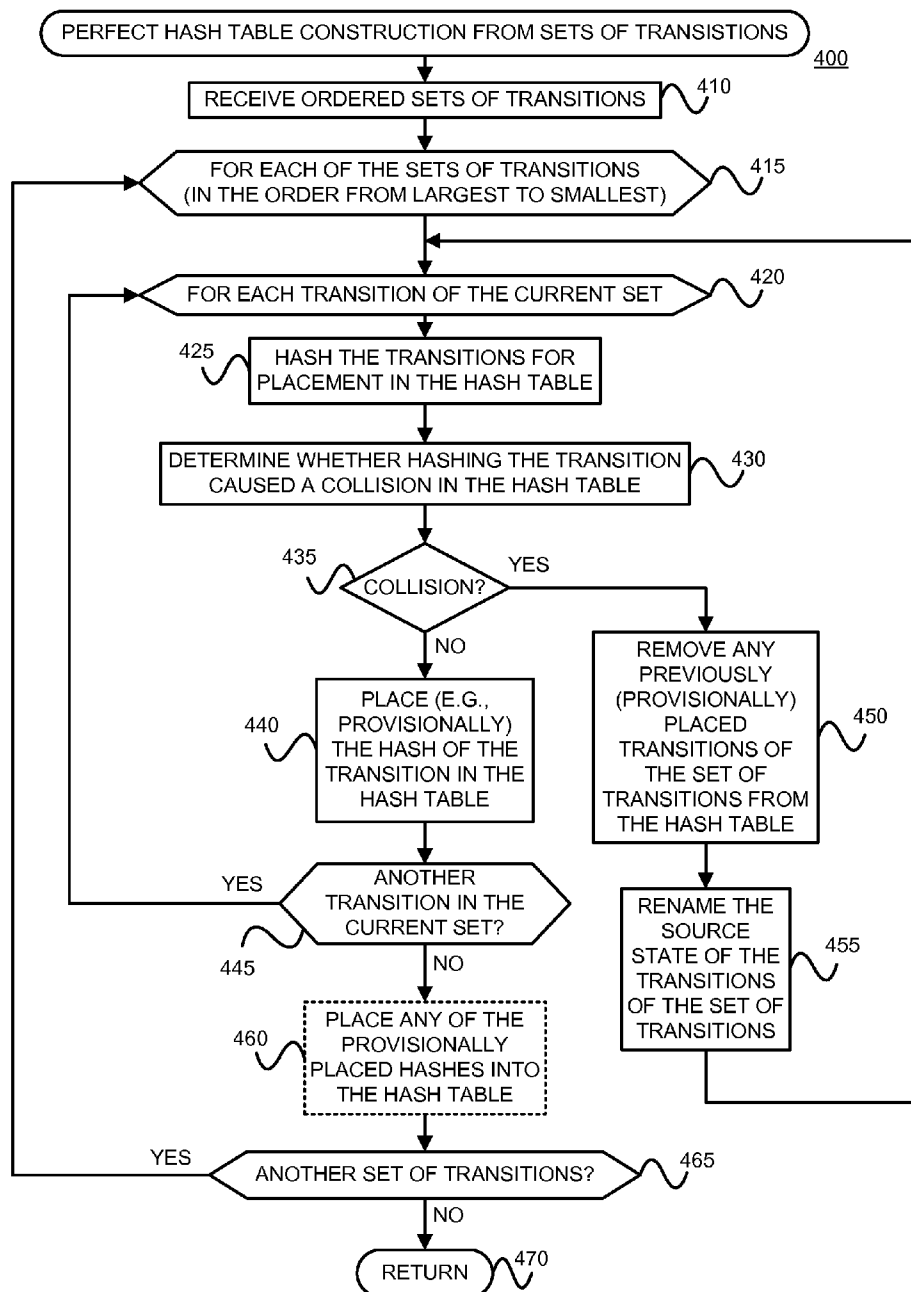 PERFECT HASH TABLE CONSTRUCTION FROM SETS OF TRANSISTIONS
400
RECEIVE ORDERED SETS OF TRANSITIONS
410
FOR EACH OF THE SETS OF TRANSITIONS
(IN THE ORDER FROM LARGEST TO SMALLEST)
415
FOR EACH TRANSITION OF THE CURRENT SET
420
425
HASH THE TRANSITIONS FOR
PLACEMENT IN THE HASH TABLE
DETERMINE WHETHER HASHING THE TRANSITION
CAUSED A COLLISION IN THE HASH TABLE
430
435
COLLISION?
YES
NO
440
PLACE (E.G.,
PROVISIONALLY)
THE HASH OF THE
TRANSITION IN THE
HASH TABLE
REMOVE ANY
PREVIOUSLY
(PROVISIONALLY)
PLACED
TRANSITIONS OF
THE SET OF
TRANSITIONS FROM
THE HASH TABLE
450
YES
ANOTHER
TRANSITION IN THE
CURRENT SET?
445
NO
RENAME THE
SOURCE
STATE OF THE
TRANSITIONS
OF THE SET OF
TRANSITIONS
455
460
PLACE ANY OF THE
PROVISIONALLY
PLACED HASHES INTO
THE HASH TABLE
YES
ANOTHER SET OF TRANSITIONS?
465
NO
RETURN
470